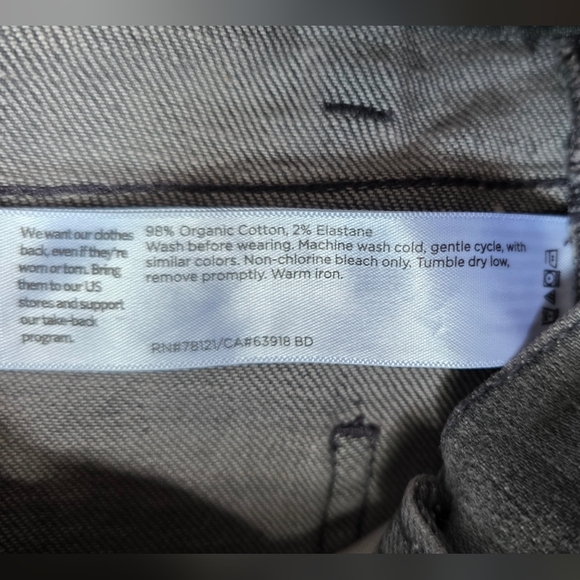 We want our clothes
back, even if they're
worn or torn. Bring
them to our US
stores and support
our take-back
program.
98% Organic Cotton, 2% Elastane
Wash before wearing. Machine wash cold, gentle cycle, with
similar colors. Non-chlorine bleach only. Tumble dry low,
remove promptly. Warm iron.
RN#78121/CA#63918 BD